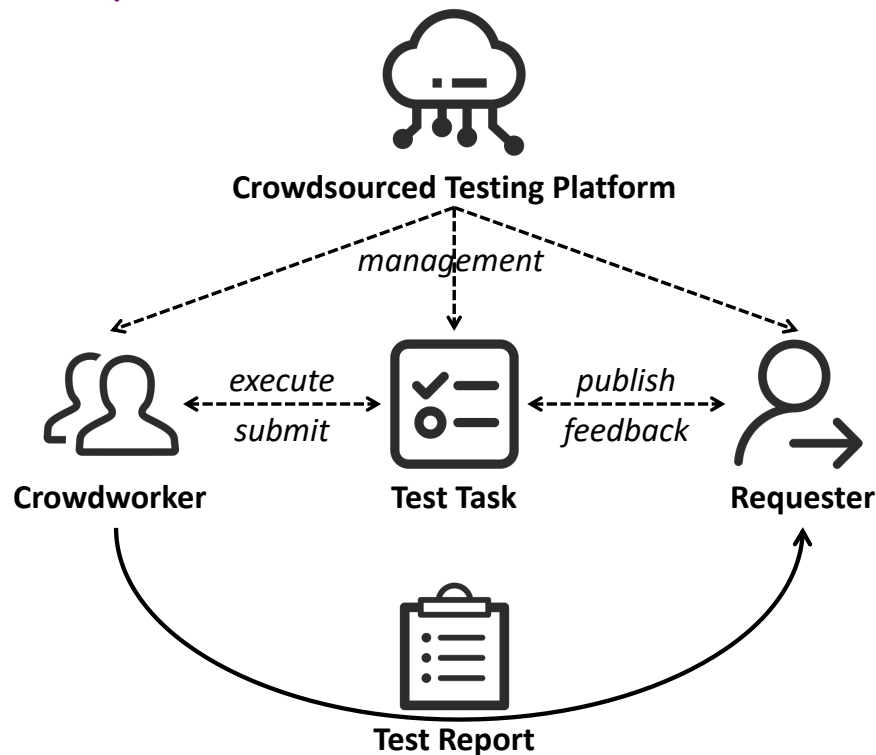 Crowdsourced Testing Platform
management
execute
submit
publish
feedback
Crowdworker
Test Task
Requester
Test Report